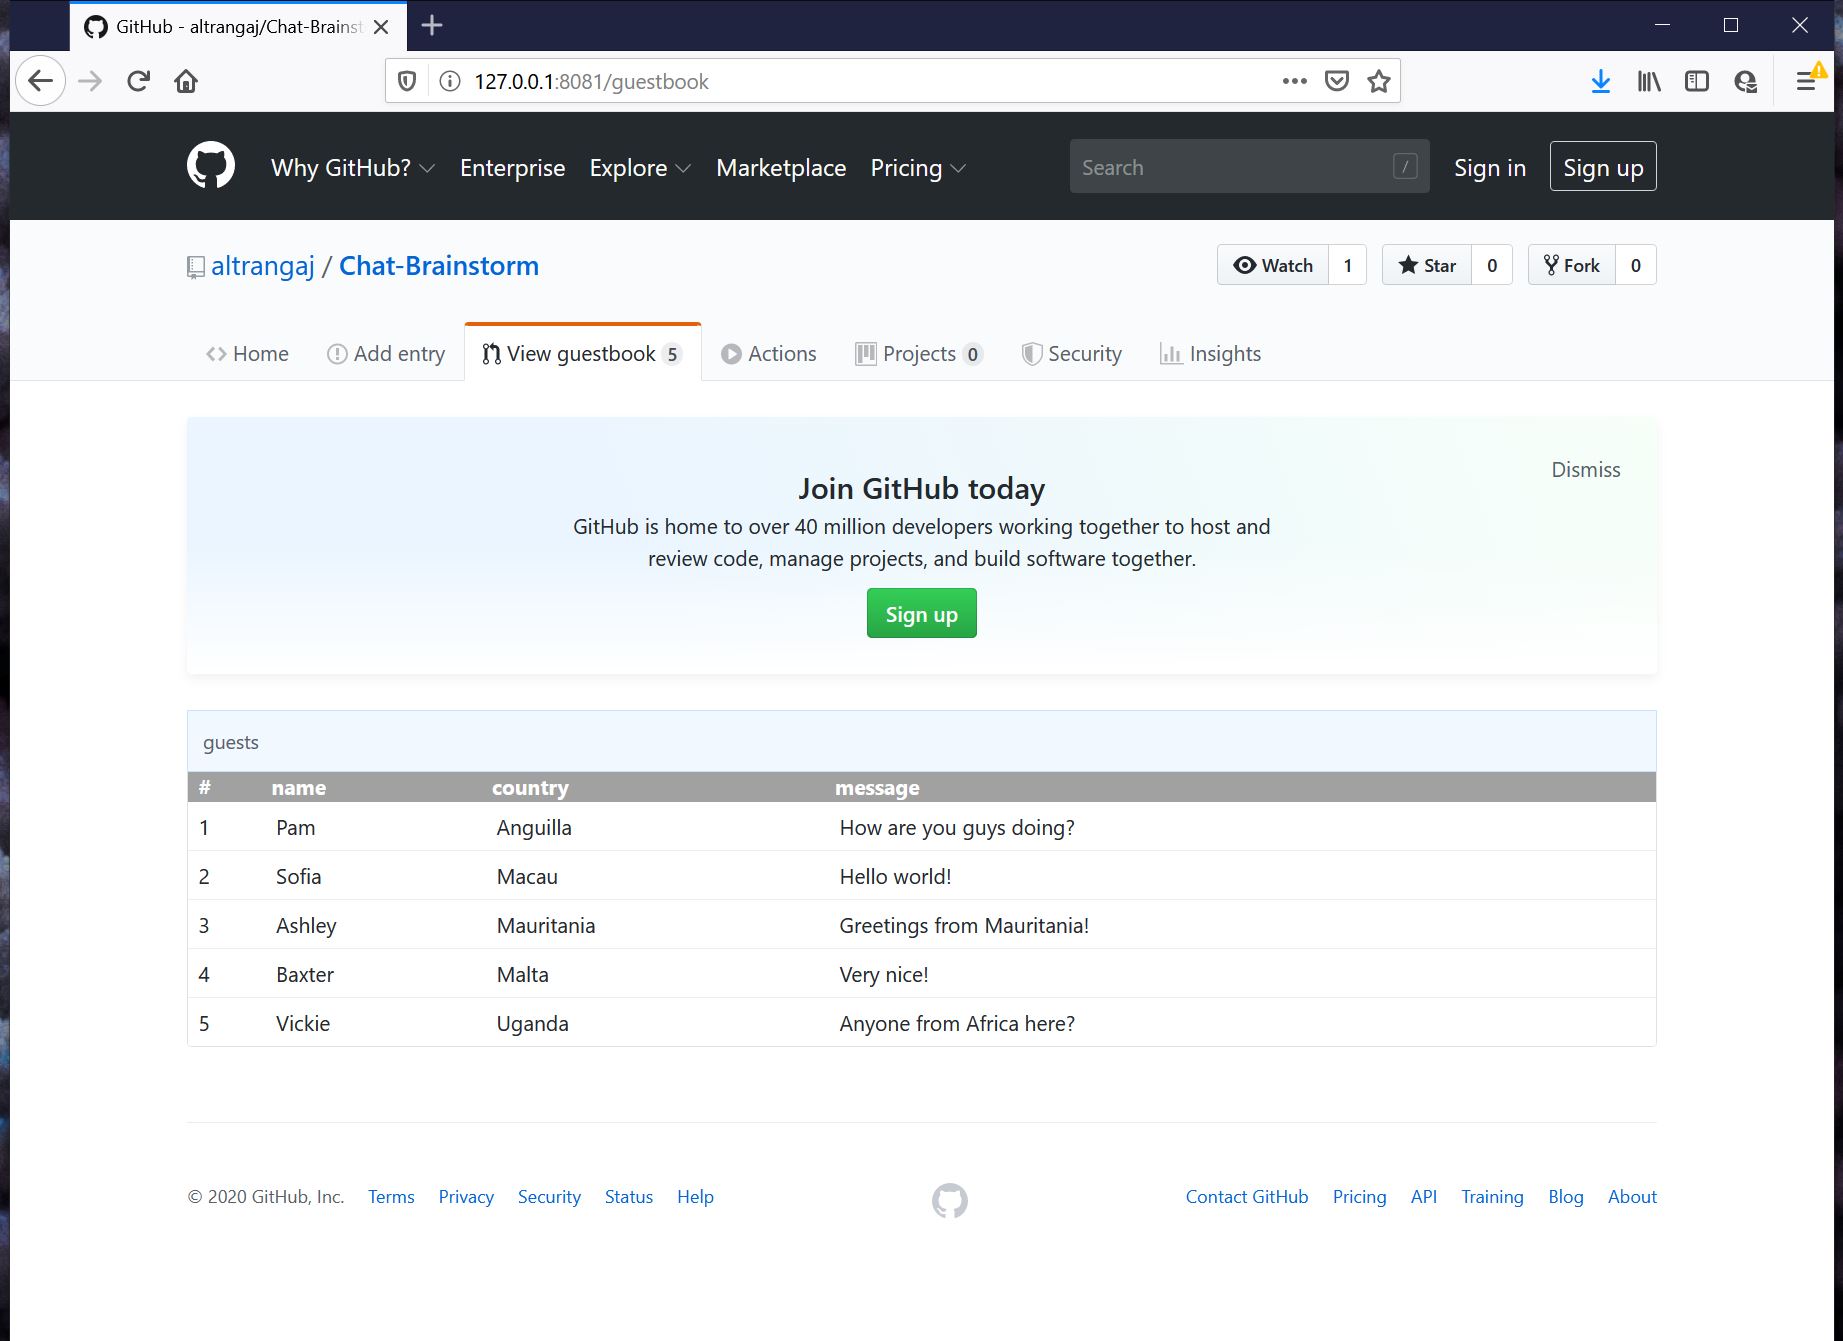 GitHub - altrangaj/Chat-Brainst
127.0.0.1:8081/guestbook
Why GitHub? Enterprise Explore Marketplace Pricing Search / Sign in Sign up
altrangaj / Chat-Brainstorm Watch 1 Star 0 Fork 0
Home Add entry View guestbook 5 Actions Projects 0 Security Insights
Dismiss
Join GitHub today
GitHub is home to over 40 million developers working together to host and
review code, manage projects, and build software together.
Sign up
guests
# name country message
1 Pam Anguilla How are you guys doing?
2 Sofia Macau Hello world!
3 Ashley Mauritania Greetings from Mauritania!
4 Baxter Malta Very nice!
5 Vickie Uganda Anyone from Africa here?
© 2020 GitHub, Inc. Terms Privacy Security Status Help Contact GitHub Pricing API Training Blog About